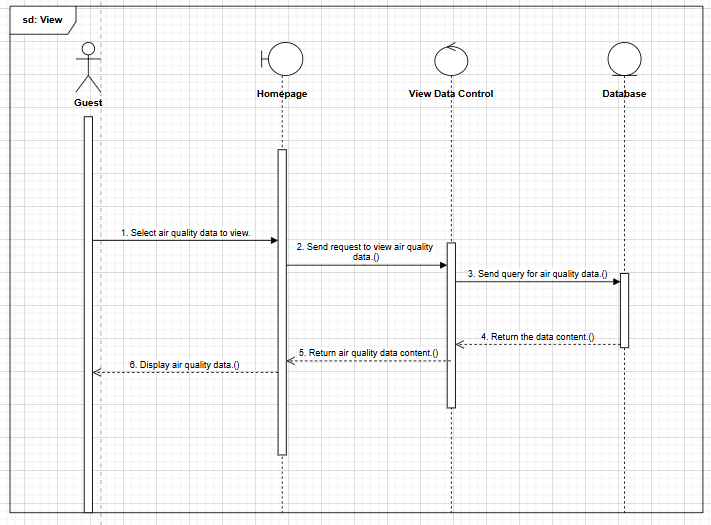 sd: View
Guest
Homepage
View Data Control
Database
1. Select air quality data to view.
2. Send request to view air quality
data.()
3. Send query for air quality data.()
4. Return the data content.()
5. Return air quality data content.()
6. Display air quality data.()